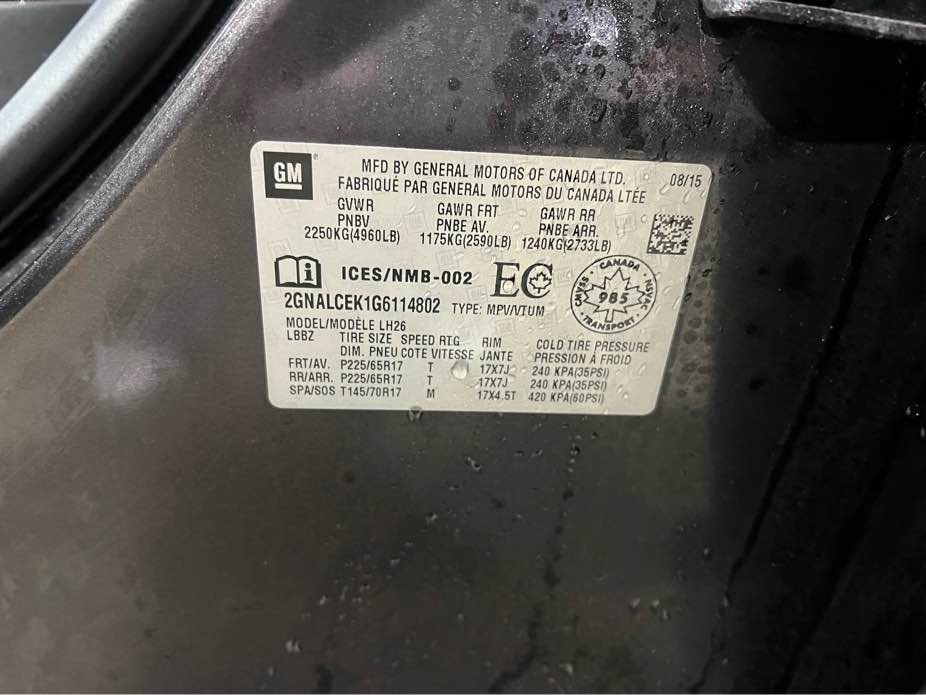 GM
MFD BY GENERAL MOTORS OF CANADA LTD. 08/15
FABRIQUÉ PAR GENERAL MOTORS DU CANADA LTÉE
GVWR GAWR FRT GAWR RR
PNBV PNBE AV. PNBE ARR.
2250KG(4960LB) 1175KG(2590LB) 1240KG(2733LB)
i ICES/NMB-002 EC
CANADA
CMVSS 985 NSVAC
TRANSPORT
2GNALCEK1G6114802 TYPE: MPV/VTUM
MODEL/MODÈLE LH26
LBBZ TIRE SIZE SPEED RTG RIM COLD TIRE PRESSURE
DIM. PNEU COTE VITESSE JANTE PRESSION À FROID
FRT/AV. P225/65R17 T 17X7J 240 KPA(35PSI)
RR/ARR. P225/65R17 T 17X7J 240 KPA(35PSI)
SPA/SOS T145/70R17 M 17X4.5T 420 KPA(60PSI)